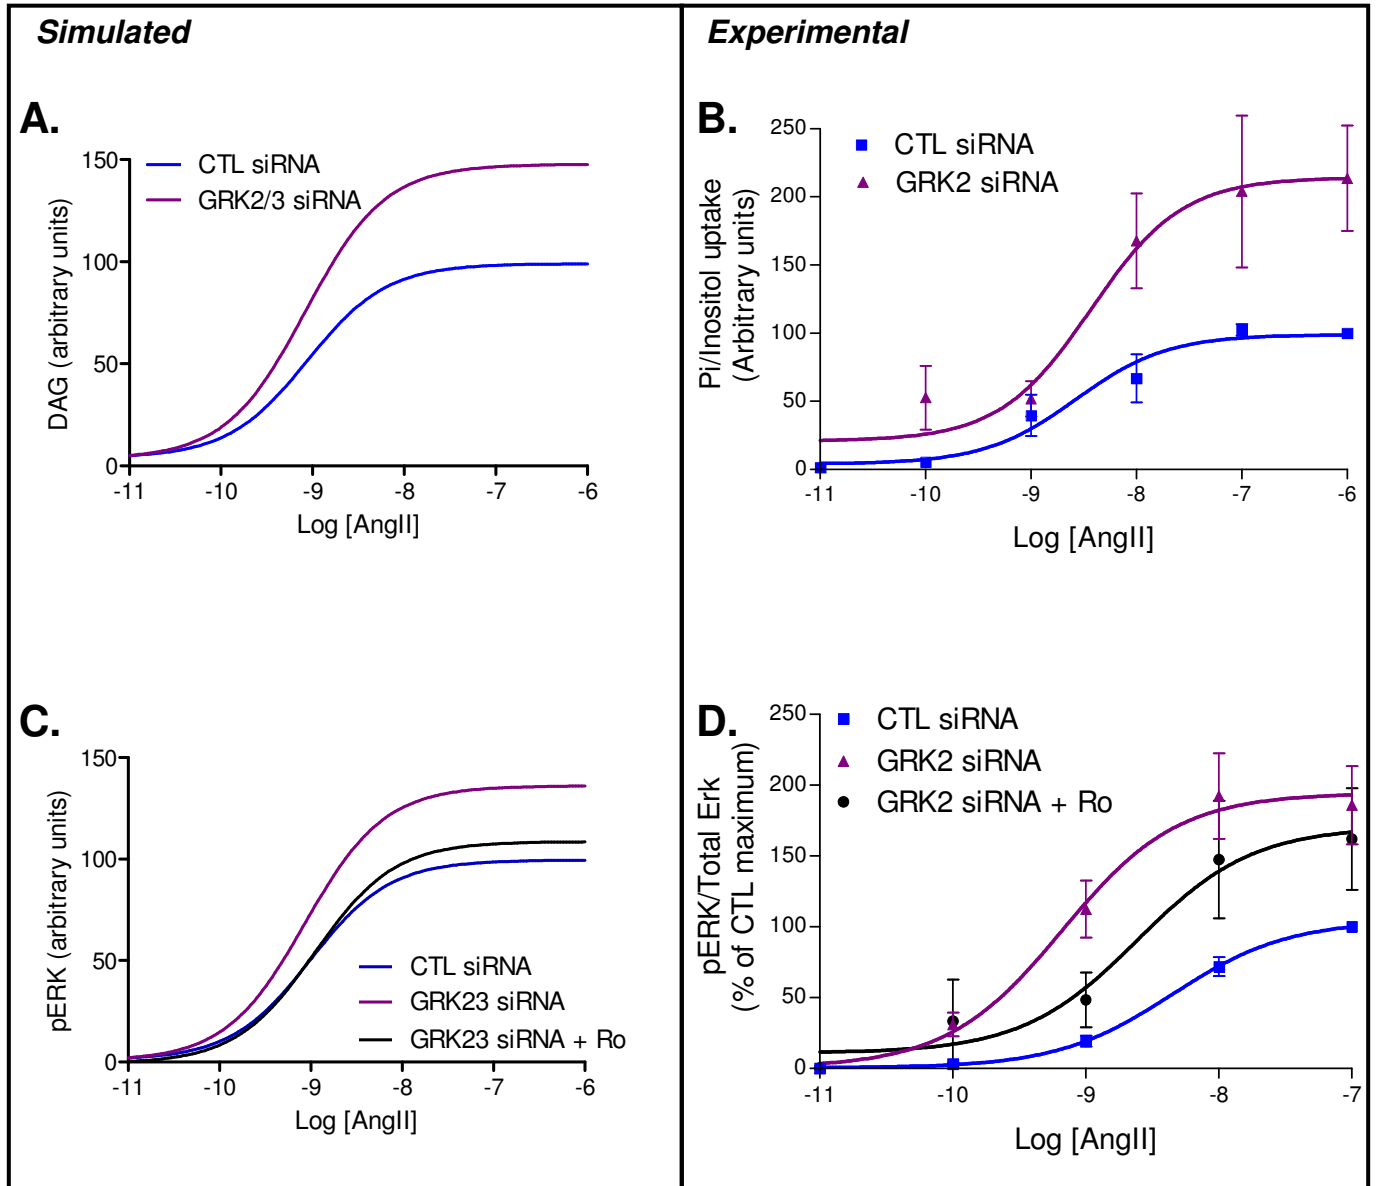 Simulated
Experimental
A.
CTL siRNA
GRK2/3 siRNA
DAG (arbitrary units)
150
100
50
0
-11 -10 -9 -8 -7 -6
Log [AngII]
B.
CTL siRNA
GRK2 siRNA
Pi/Inositol uptake
(Arbitrary units)
250
200
150
100
50
0
-11 -10 -9 -8 -7 -6
Log [AngII]
C.
pERK (arbitrary units)
150
100
50
0
CTL siRNA
GRK23 siRNA
GRK23 siRNA + Ro
-11 -10 -9 -8 -7 -6
Log [AngII]
D.
CTL siRNA
GRK2 siRNA
GRK2 siRNA + Ro
pERK/Total Erk
(% of CTL maximum)
250
200
150
100
50
0
-11 -10 -9 -8 -7
Log [AngII]